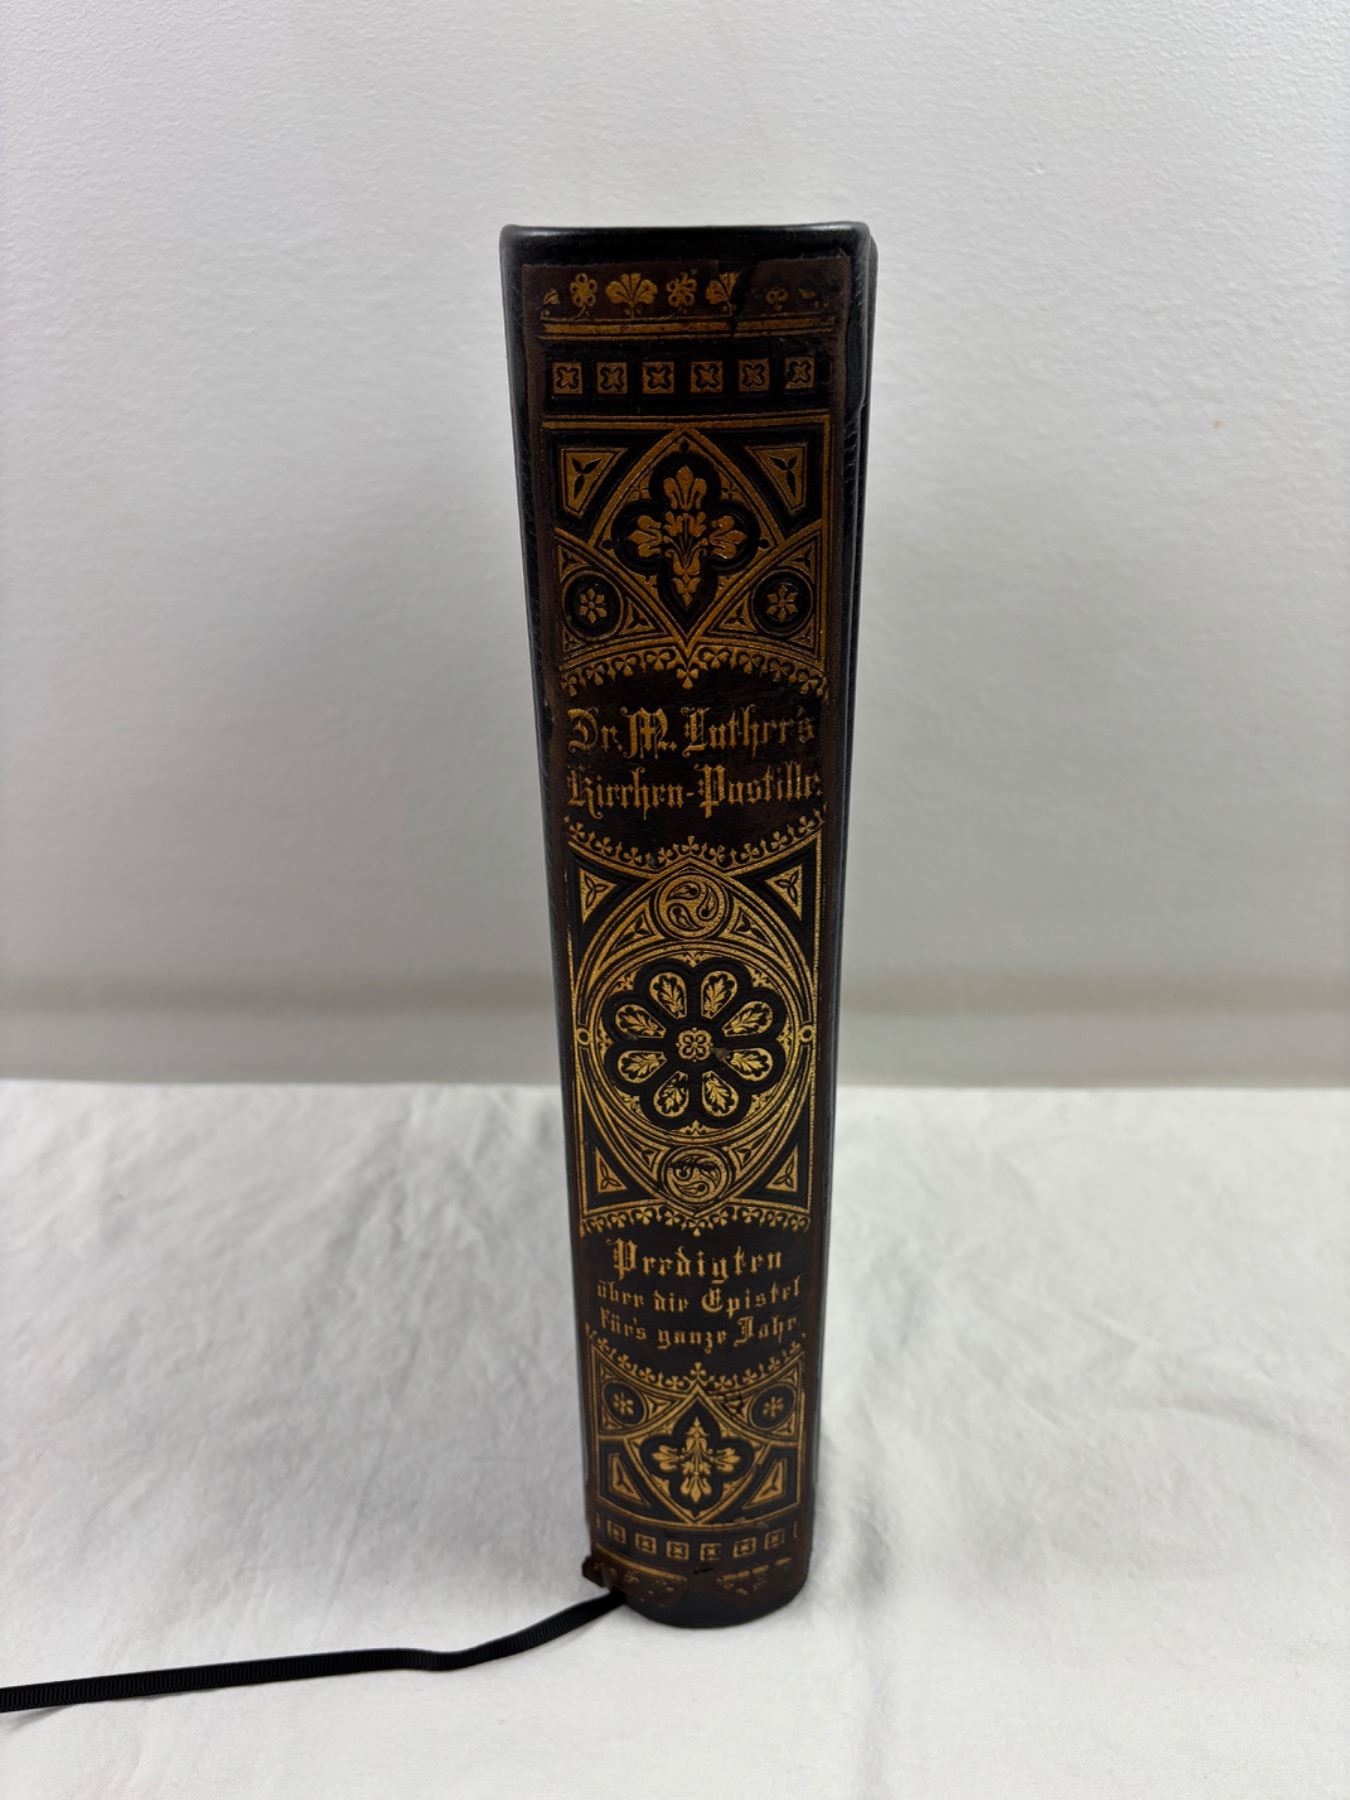 Dr. M. Luther's
Kirchen-Postille.
Predigten
über die Epistel
für's ganze Jahr.